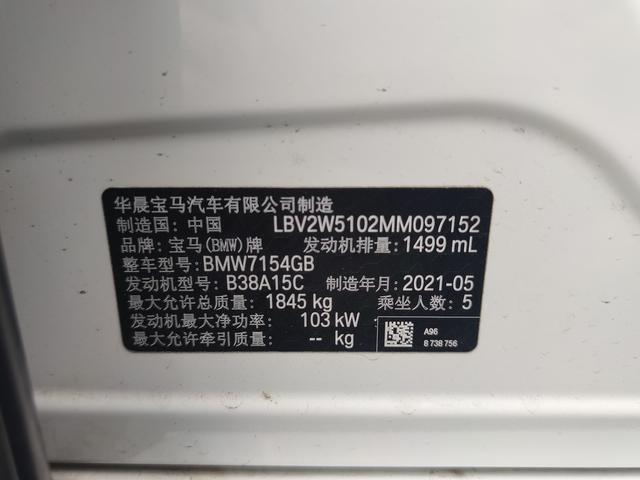 华晨宝马汽车有限公司制造
制造国: 中国 LBV2W5102MM097152
品牌: 宝马(BMW)牌 发动机排量: 1499 mL
整车型号: BMW7154GB
发动机型号: B38A15C 制造年月: 2021-05
最大允许总质量: 1845 kg 乘坐人数: 5
发动机最大净功率: 103 kW
最大允许牵引质量: -- kg
A96
8 738 756